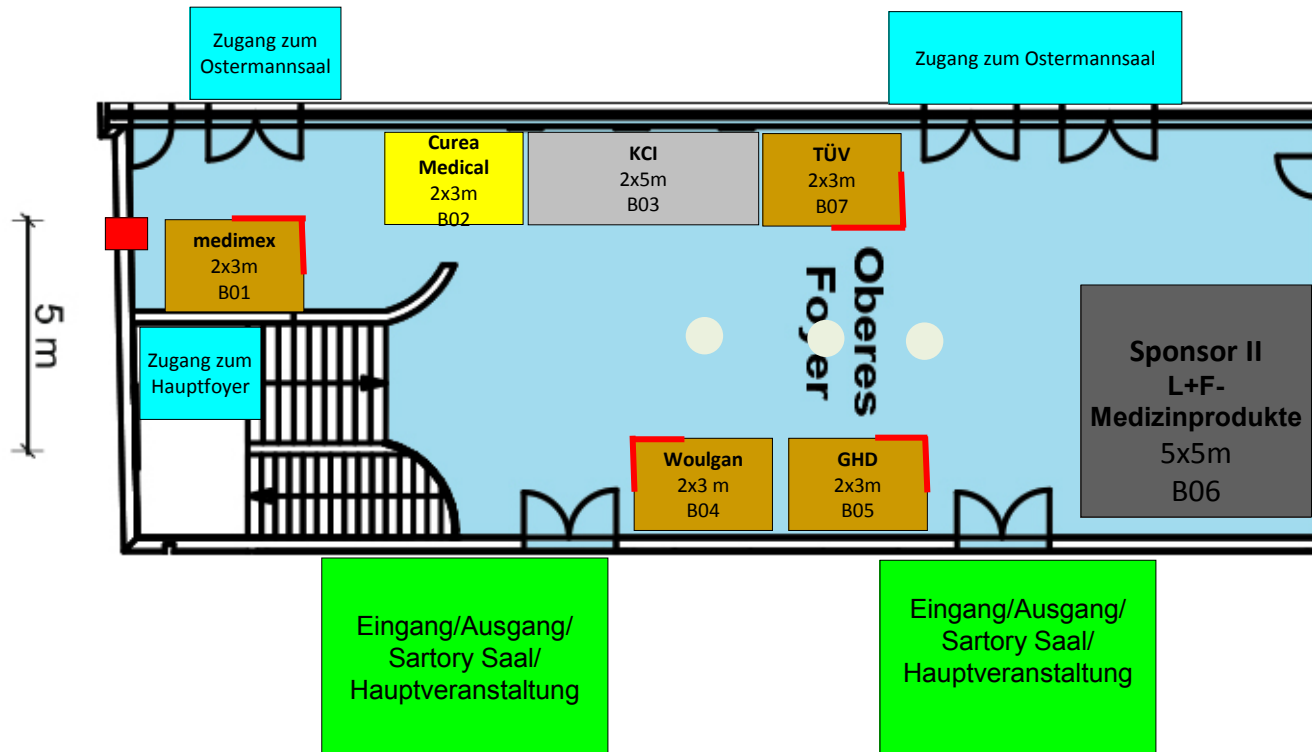 Zugang zum
Ostermannsaal
Zugang zum Ostermannsaal
Curea
Medical
2x3m
B02
KCI
2x5m
B03
TÜV
2x3m
B07
medimex
2x3m
B01
5 m
Oberes
Foyer
Zugang zum
Hauptfoyer
Sponsor II
L+F-
Medizinprodukte
5x5m
B06
Woulgan
2x3 m
B04
GHD
2x3m
B05
Eingang/Ausgang/
Sartory Saal/
Hauptveranstaltung
Eingang/Ausgang/
Sartory Saal/
Hauptveranstaltung